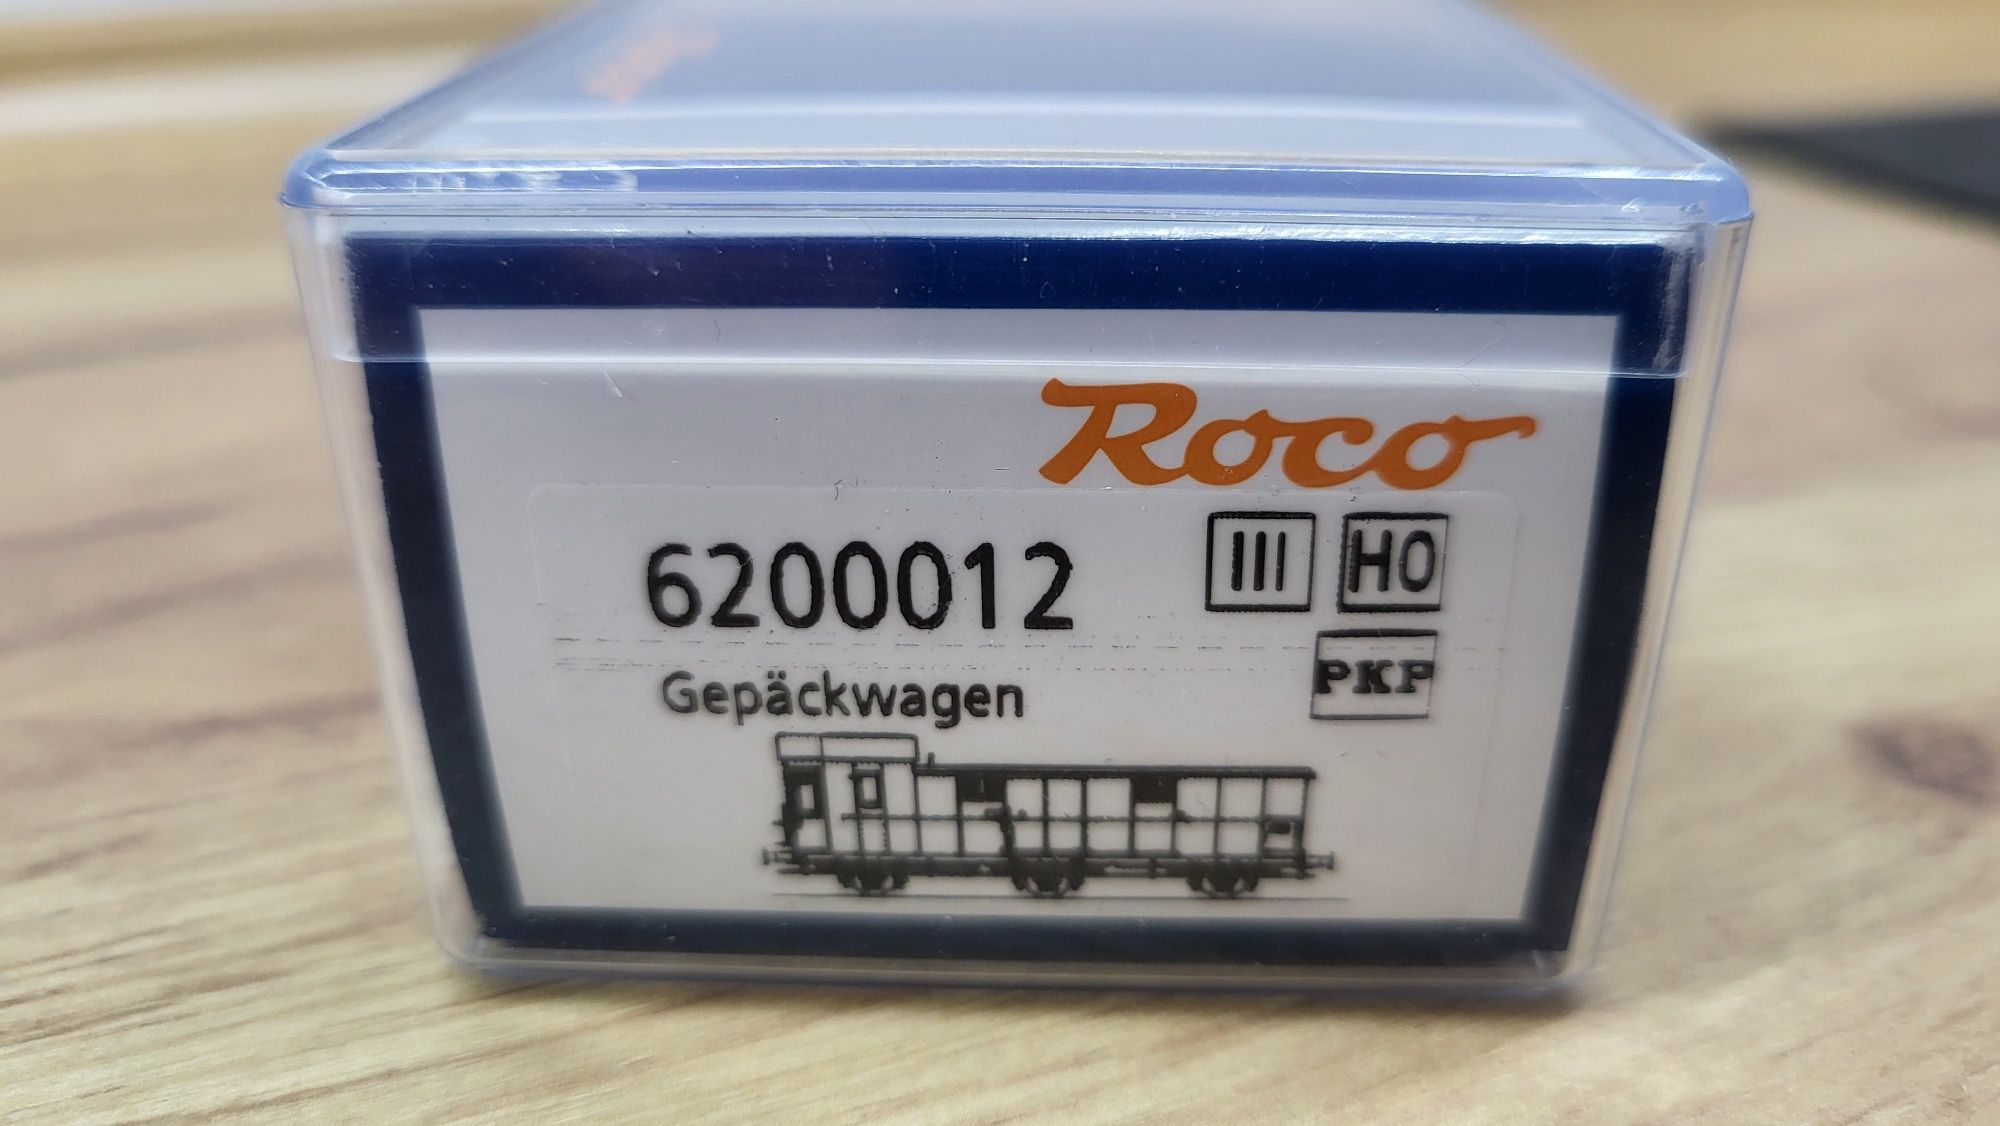 Roco
6200012 III H0
PKP
Gepäckwagen